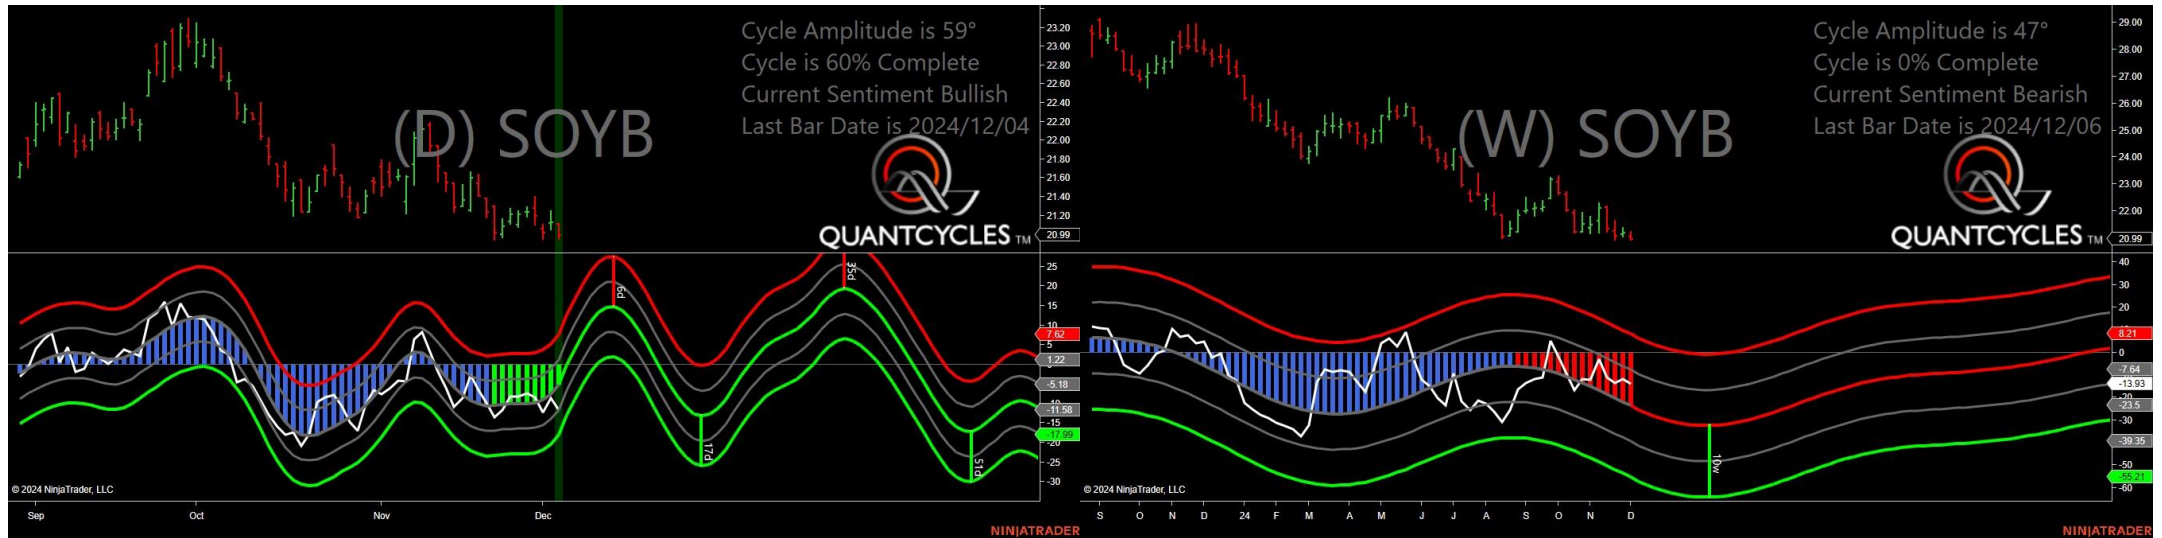 Cycle Amplitude is 59°
Cycle is 60% Complete
Current Sentiment Bullish
Last Bar Date is 2024/12/04
(D) SOYB
QUANTCYCLES TM
23.20
23.00
22.80
22.60
22.40
22.20
22.00
21.80
21.60
21.40
21.20
20.99
6d
17d
35d
51d
25
20
15
10
7.62
5
1.22
-5.18
-11.58
-15
-17.99
-20
-25
-30
© 2024 NinjaTrader, LLC
Sep Oct Nov Dec
NINJATRADER
Cycle Amplitude is 47°
Cycle is 0% Complete
Current Sentiment Bearish
Last Bar Date is 2024/12/06
(W) SOYB
QUANTCYCLES TM
29.00
28.00
27.00
26.00
25.00
24.00
23.00
22.00
20.99
10w
40
30
20
8.21
0
-7.64
-13.93
-23.5
-30
-39.35
-50
-55.21
-60
© 2024 NinjaTrader, LLC
S O N D 24 F M A M J J A S O N D
NINJATRADER